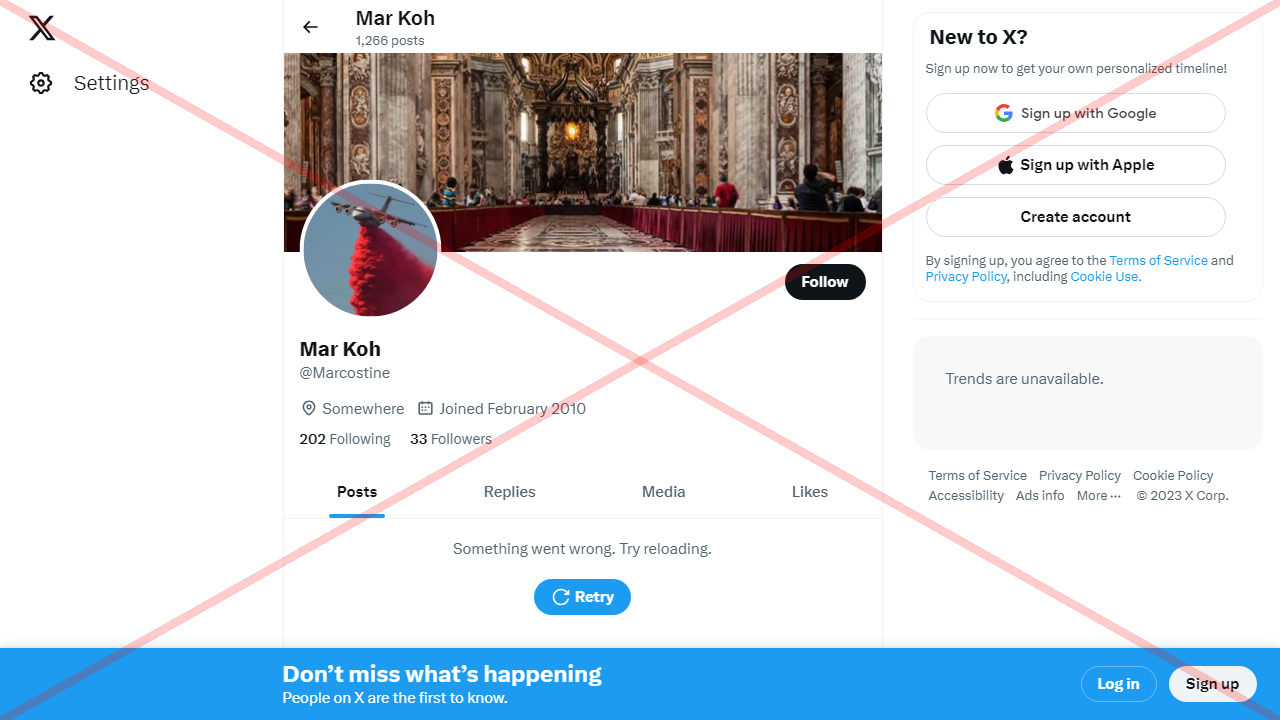 Settings
Mar Koh
1,266 posts
Follow
Mar Koh
@Marcostine
Somewhere Joined February 2010
202 Following 33 Followers
Posts Replies Media Likes
Something went wrong. Try reloading.
Retry
New to X?
Sign up now to get your own personalized timeline!
Sign up with Google
Sign up with Apple
Create account
By signing up, you agree to the Terms of Service and
Privacy Policy, including Cookie Use.
Trends are unavailable.
Terms of Service Privacy Policy Cookie Policy
Accessibility Ads info More ··· © 2023 X Corp.
Don’t miss what’s happening
People on X are the first to know.
Log in Sign up